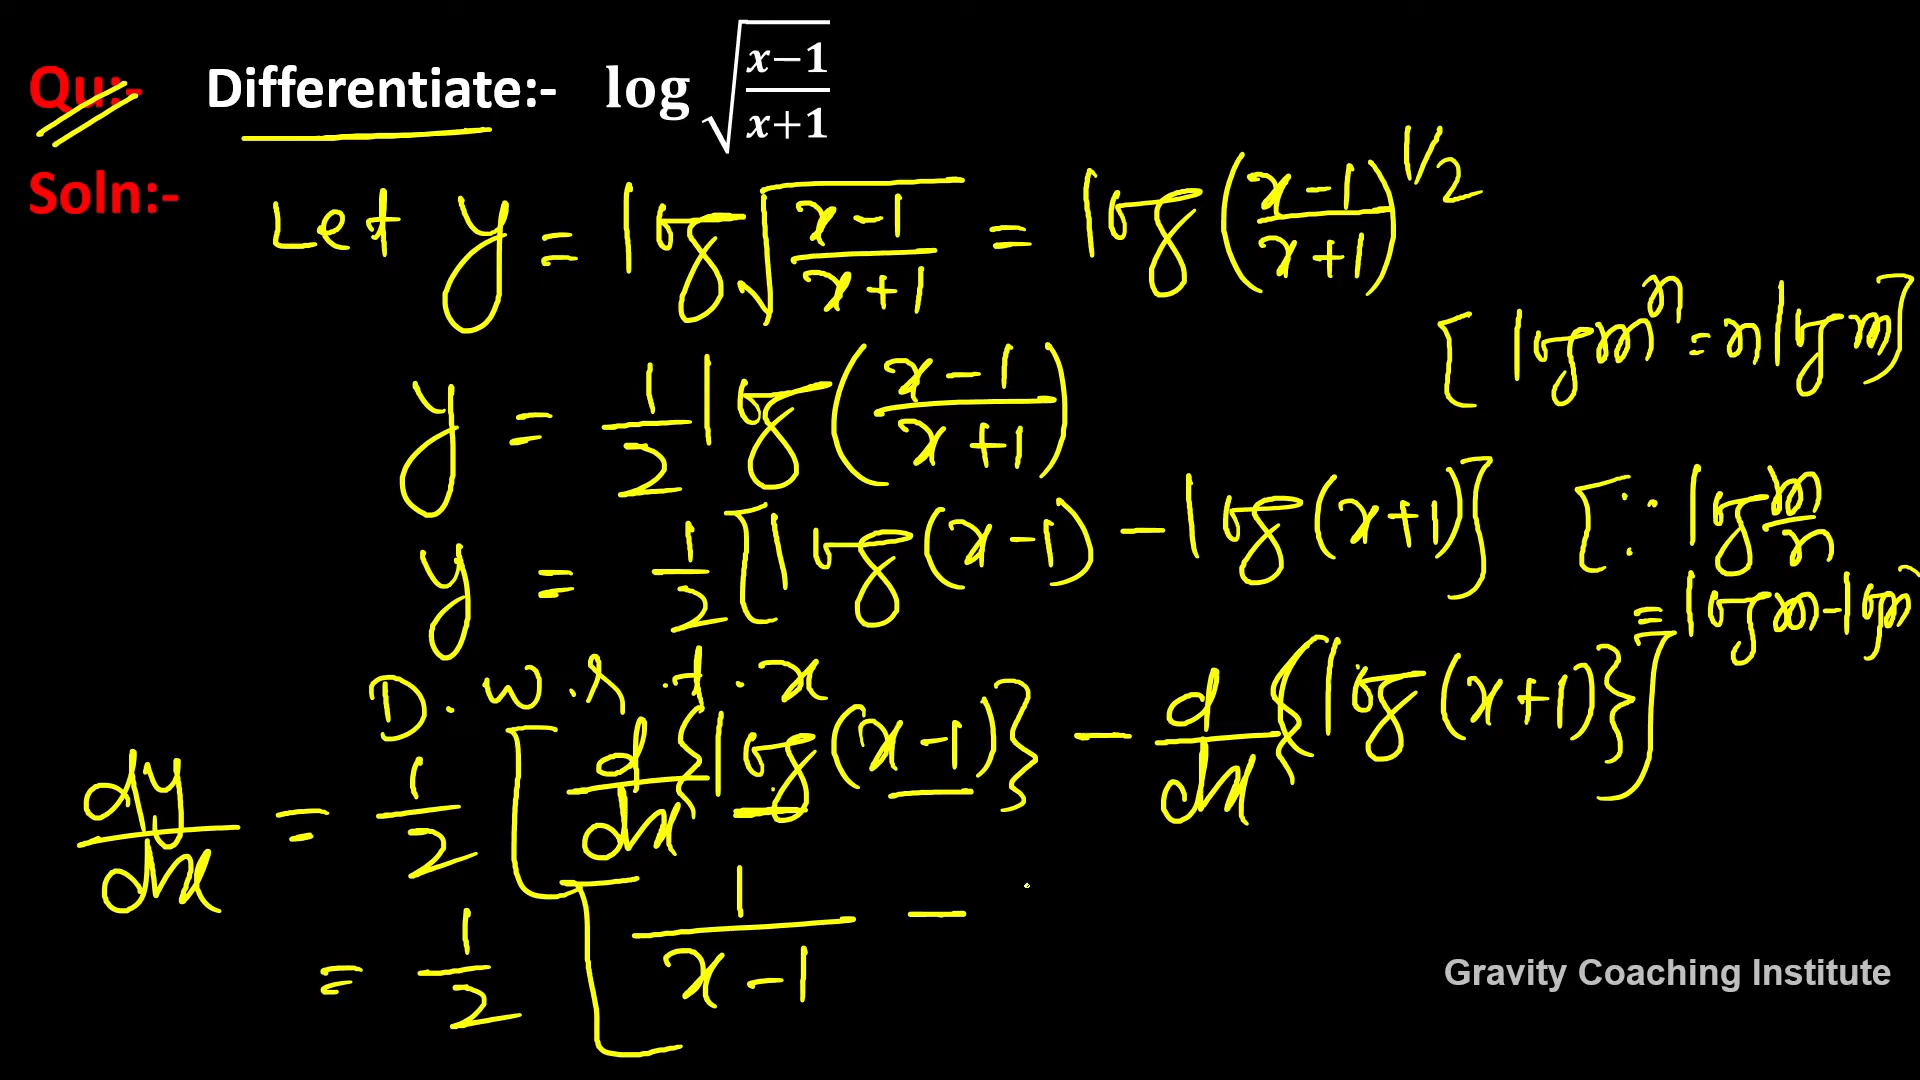 Qu:- Differentiate:- log √((x−1)/(x+1))
Soln:- Let y = log √((x−1)/(x+1)) = log ((x−1)/(x+1))^1/2
[log m^n = n log m]
y = 1/2 log ((x−1)/(x+1))
y = 1/2 [log(x−1) − log(x+1)] [∵ log m/n
= log m − log n]
D. w.r.t. x
dy/dx = 1/2 [d/dx {log(x−1)} − d/dx {log(x+1)}]
= 1/2 [1/(x−1) −
Gravity Coaching Institute